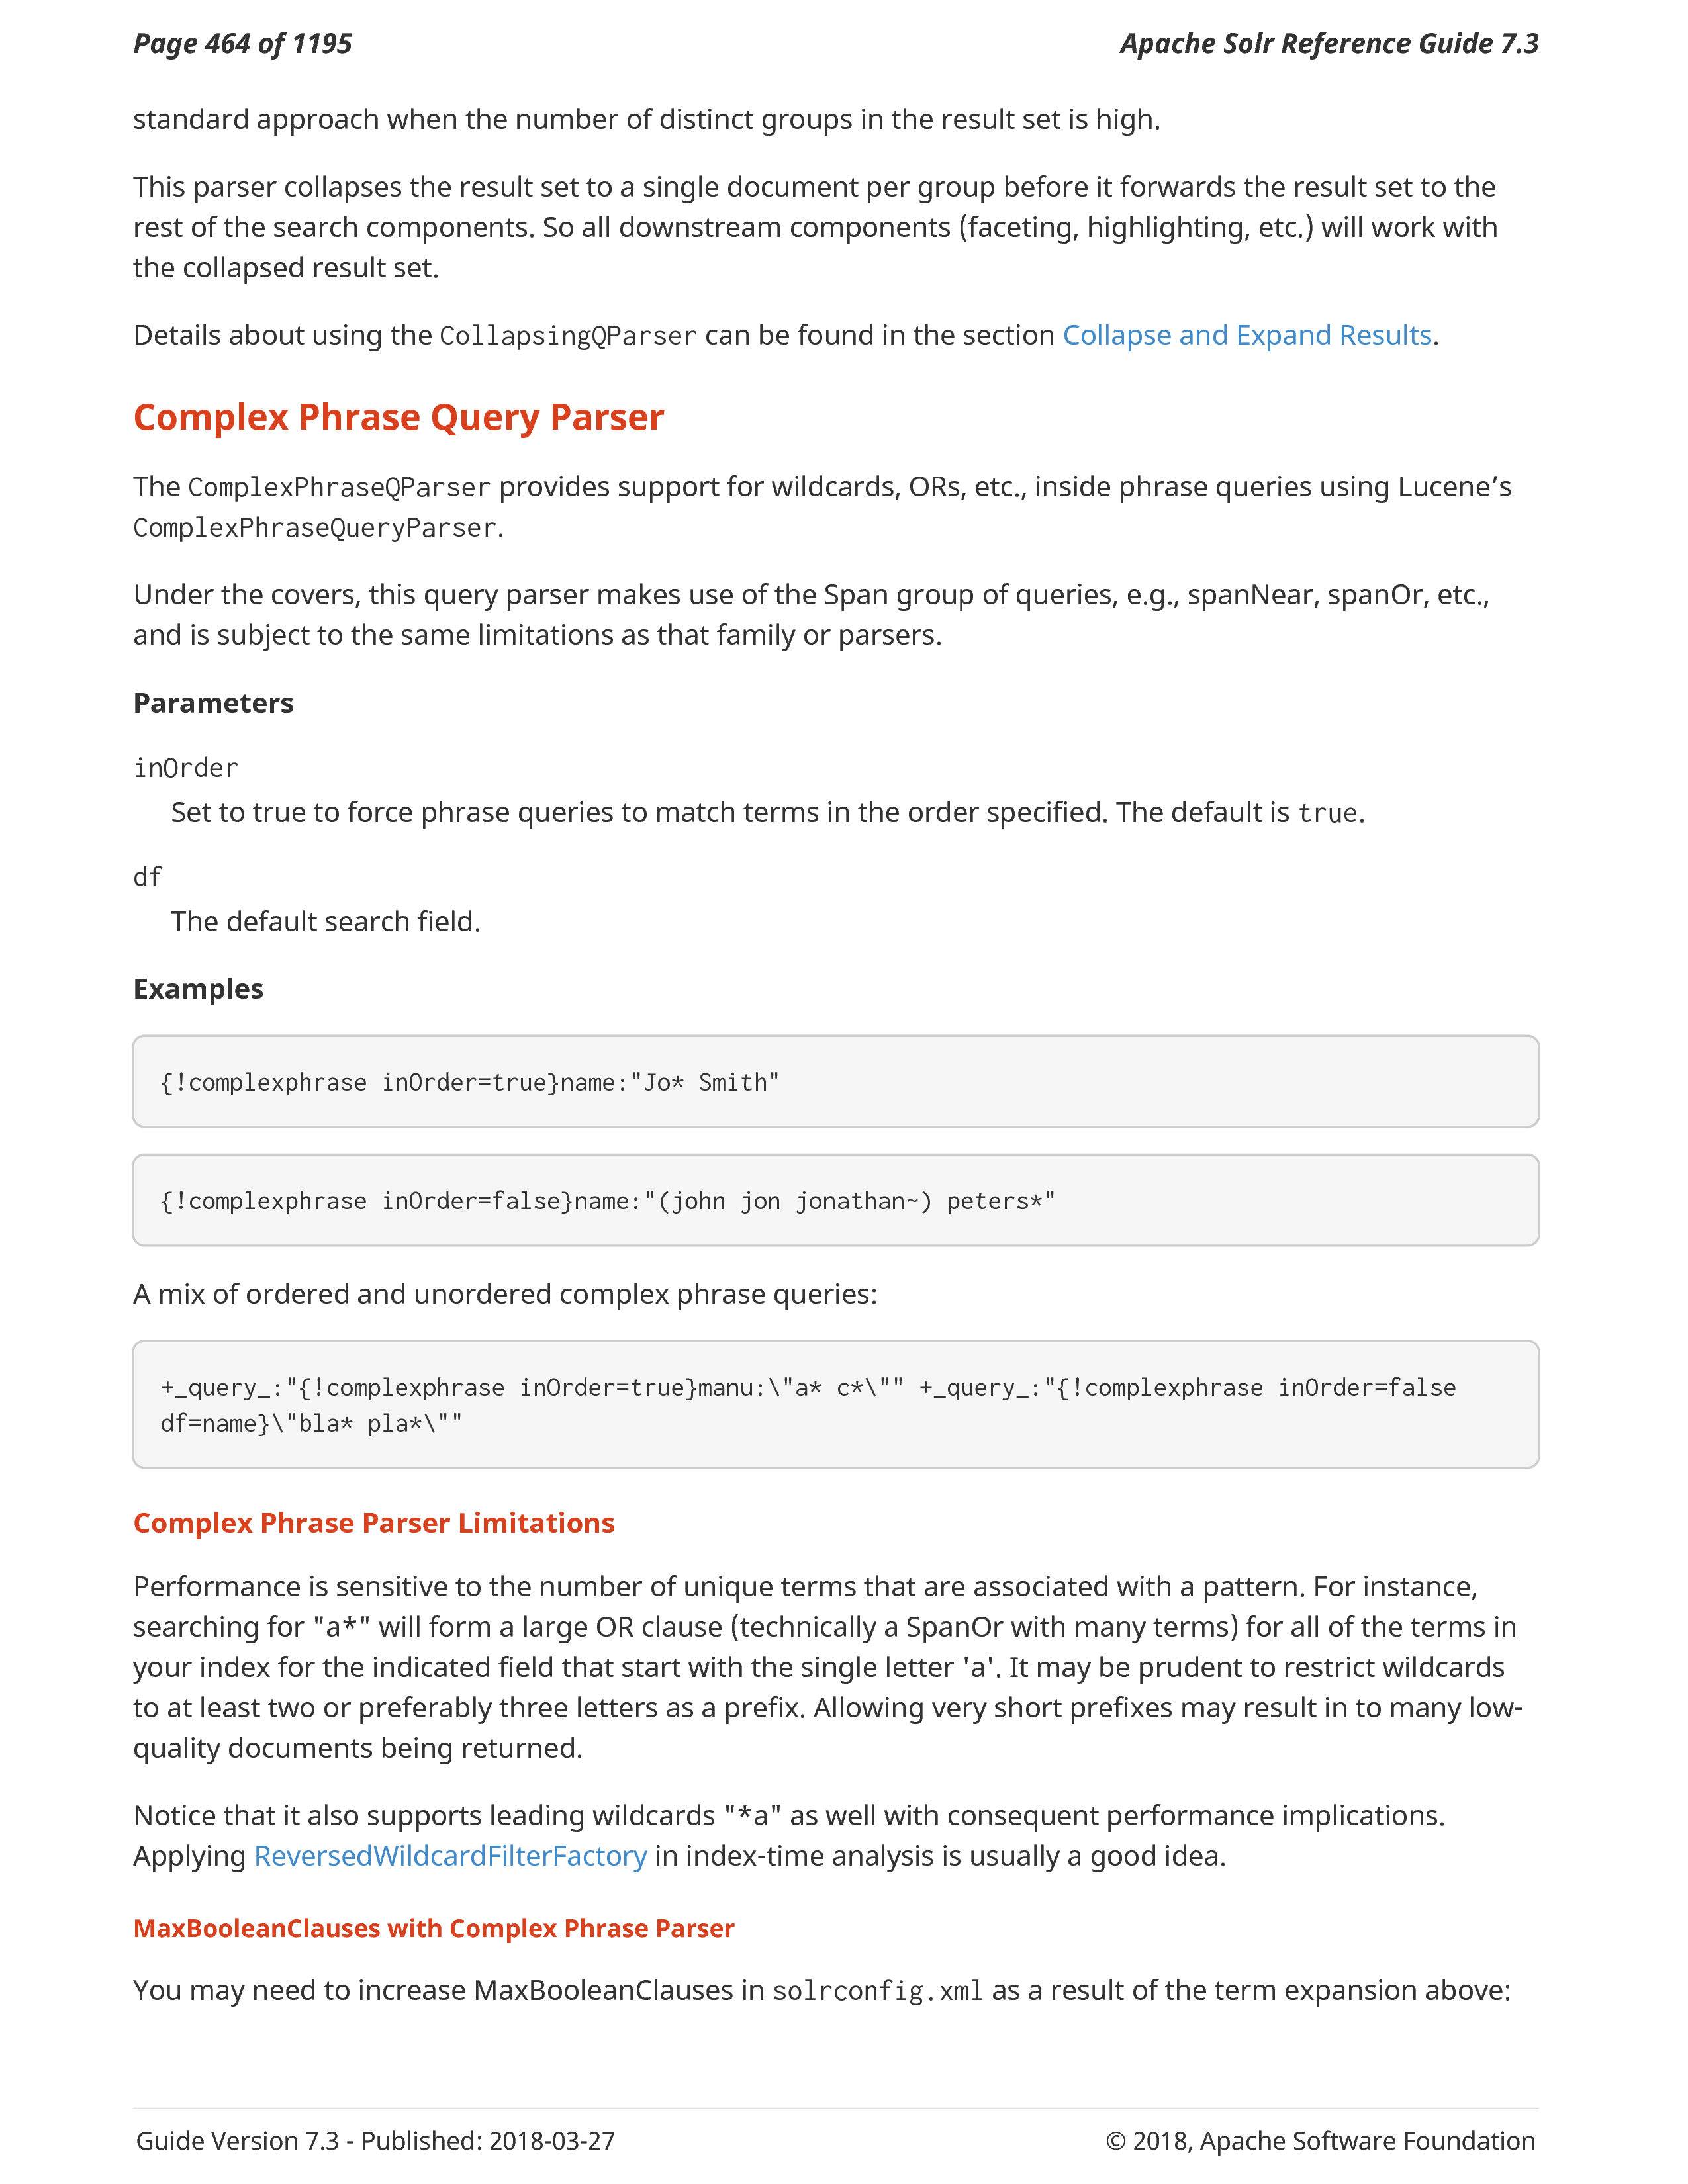 Page 464 of 1195
Apache Solr Reference Guide 7.3
standard approach when the number of distinct groups in the result set is high.
This parser collapses the result set to a single document per group before it forwards the result set to the
rest of the search components. So all downstream components (faceting, highlighting, etc.) will work with
the collapsed result set.
Details about using the CollapsingQParser can be found in the section Collapse and Expand Results.
Complex Phrase Query Parser
The ComplexPhraseQParser provides support for wildcards, ORs, etc., inside phrase queries using Lucene’s
ComplexPhraseQueryParser.
Under the covers, this query parser makes use of the Span group of queries, e.g., spanNear, spanOr, etc.,
and is subject to the same limitations as that family or parsers.
Parameters
inOrder
Set to true to force phrase queries to match terms in the order specified. The default is true.
df
The default search field.
Examples
{!complexphrase inOrder=true}name:"Jo* Smith"
{!complexphrase inOrder=false}name:"(john jon jonathan~) peters*"
A mix of ordered and unordered complex phrase queries:
+_query_:"{!complexphrase inOrder=true}manu:\"a* c*\"" +_query_:"{!complexphrase inOrder=false
df=name}\"bla* pla*\""
Complex Phrase Parser Limitations
Performance is sensitive to the number of unique terms that are associated with a pattern. For instance,
searching for "a*" will form a large OR clause (technically a SpanOr with many terms) for all of the terms in
your index for the indicated field that start with the single letter 'a'. It may be prudent to restrict wildcards
to at least two or preferably three letters as a prefix. Allowing very short prefixes may result in to many low-
quality documents being returned.
Notice that it also supports leading wildcards "*a" as well with consequent performance implications.
Applying ReversedWildcardFilterFactory in index-time analysis is usually a good idea.
MaxBooleanClauses with Complex Phrase Parser
You may need to increase MaxBooleanClauses in solrconfig.xml as a result of the term expansion above:
Guide Version 7.3 - Published: 2018-03-27
© 2018, Apache Software Foundation